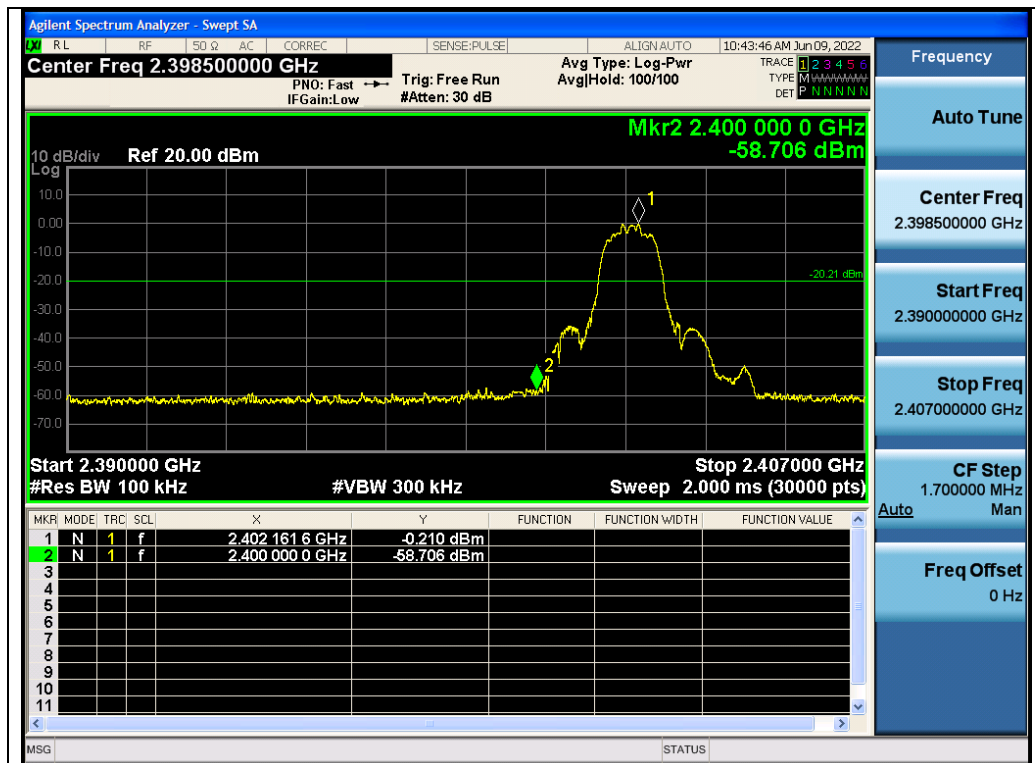 Agilent Spectrum Analyzer - Swept SA
LXI RL RF 50 Ω AC CORREC SENSE:PULSE ALIGN AUTO 10:43:46 AM Jun 09, 2022
Center Freq 2.398500000 GHz
PNO: Fast
IFGain:Low
Trig: Free Run
#Atten: 30 dB
Avg Type: Log-Pwr
Avg|Hold: 100/100
TRACE 1 2 3 4 5 6
TYPE M
DET P N N N N N
Mkr2 2.400 000 0 GHz
-58.706 dBm
10 dB/div Ref 20.00 dBm
Log
10.0
0.00
-10.0
-20.0
-30.0
-40.0
-50.0
-60.0
-70.0
1
-20.21 dBm
2
Start 2.390000 GHz Stop 2.407000 GHz
#Res BW 100 kHz #VBW 300 kHz Sweep 2.000 ms (30000 pts)
MKR MODE TRC SCL X Y FUNCTION FUNCTION WIDTH FUNCTION VALUE
1 N 1 f 2.402 161 6 GHz -0.210 dBm
2 N 1 f 2.400 000 0 GHz -58.706 dBm
3
4
5
6
7
8
9
10
11
MSG STATUS
Frequency
Auto Tune
Center Freq
2.398500000 GHz
Start Freq
2.390000000 GHz
Stop Freq
2.407000000 GHz
CF Step
1.700000 MHz
Auto Man
Freq Offset
0 Hz